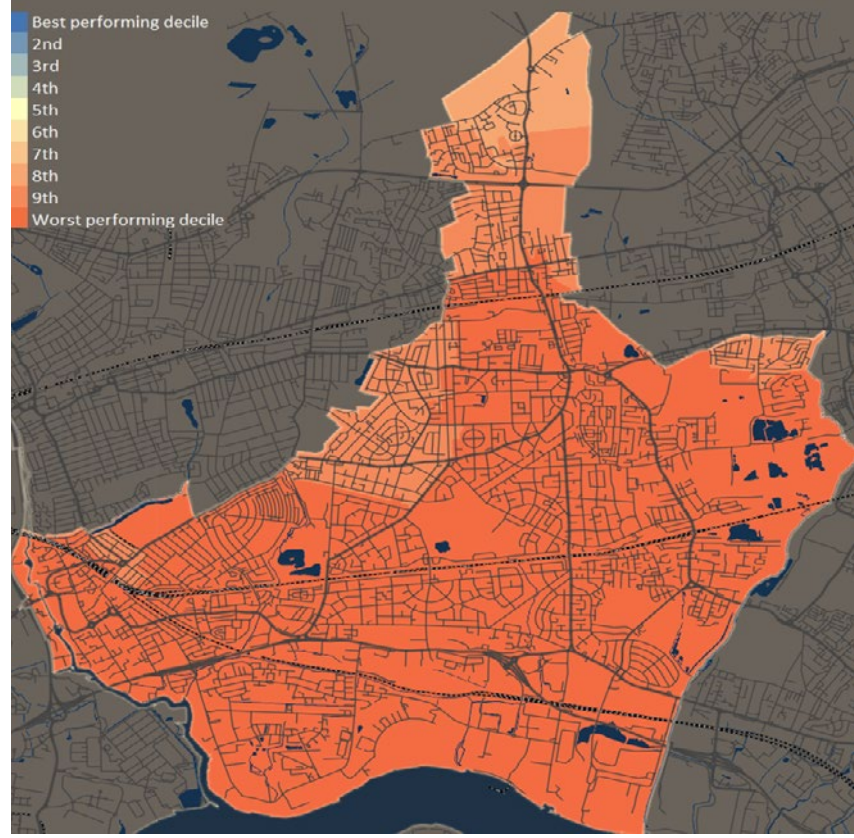 Best performing decile
2nd
3rd
4th
5th
6th
7th
8th
9th
Worst performing decile